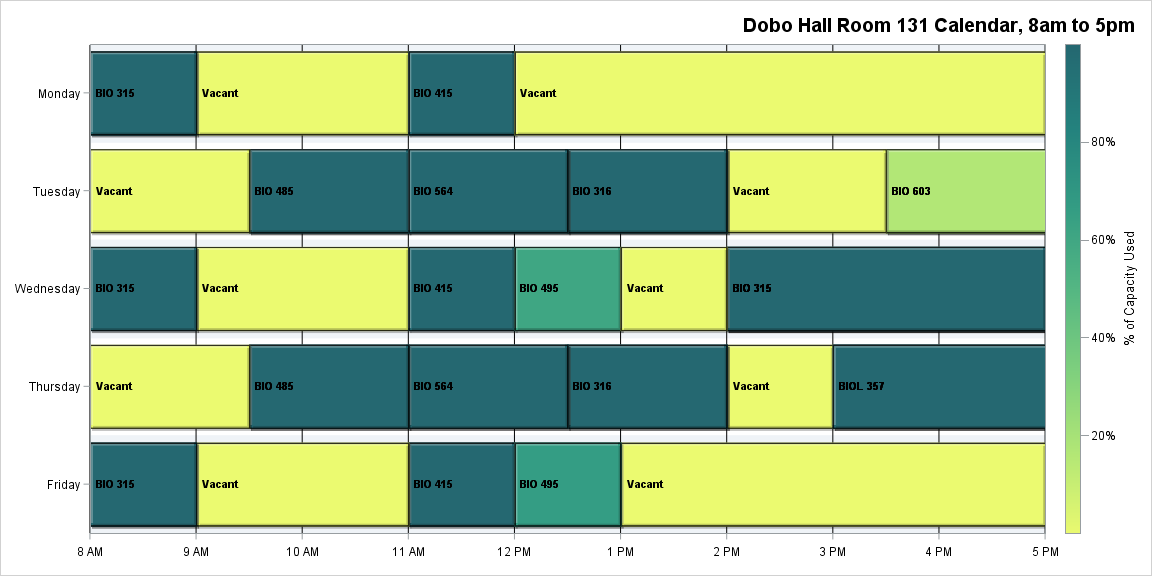 Dobo Hall Room 131 Calendar, 8am to 5pm
Monday
BIO 315
Vacant
BIO 415
Vacant
Tuesday
Vacant
BIO 485
BIO 564
BIO 316
Vacant
BIO 603
Wednesday
BIO 315
Vacant
BIO 415
BIO 495
Vacant
BIO 315
Thursday
Vacant
BIO 485
BIO 564
BIO 316
Vacant
BIOL 357
Friday
BIO 315
Vacant
BIO 415
BIO 495
Vacant
8 AM
9 AM
10 AM
11 AM
12 PM
1 PM
2 PM
3 PM
4 PM
5 PM
80%
60%
40%
20%
% of Capacity Used